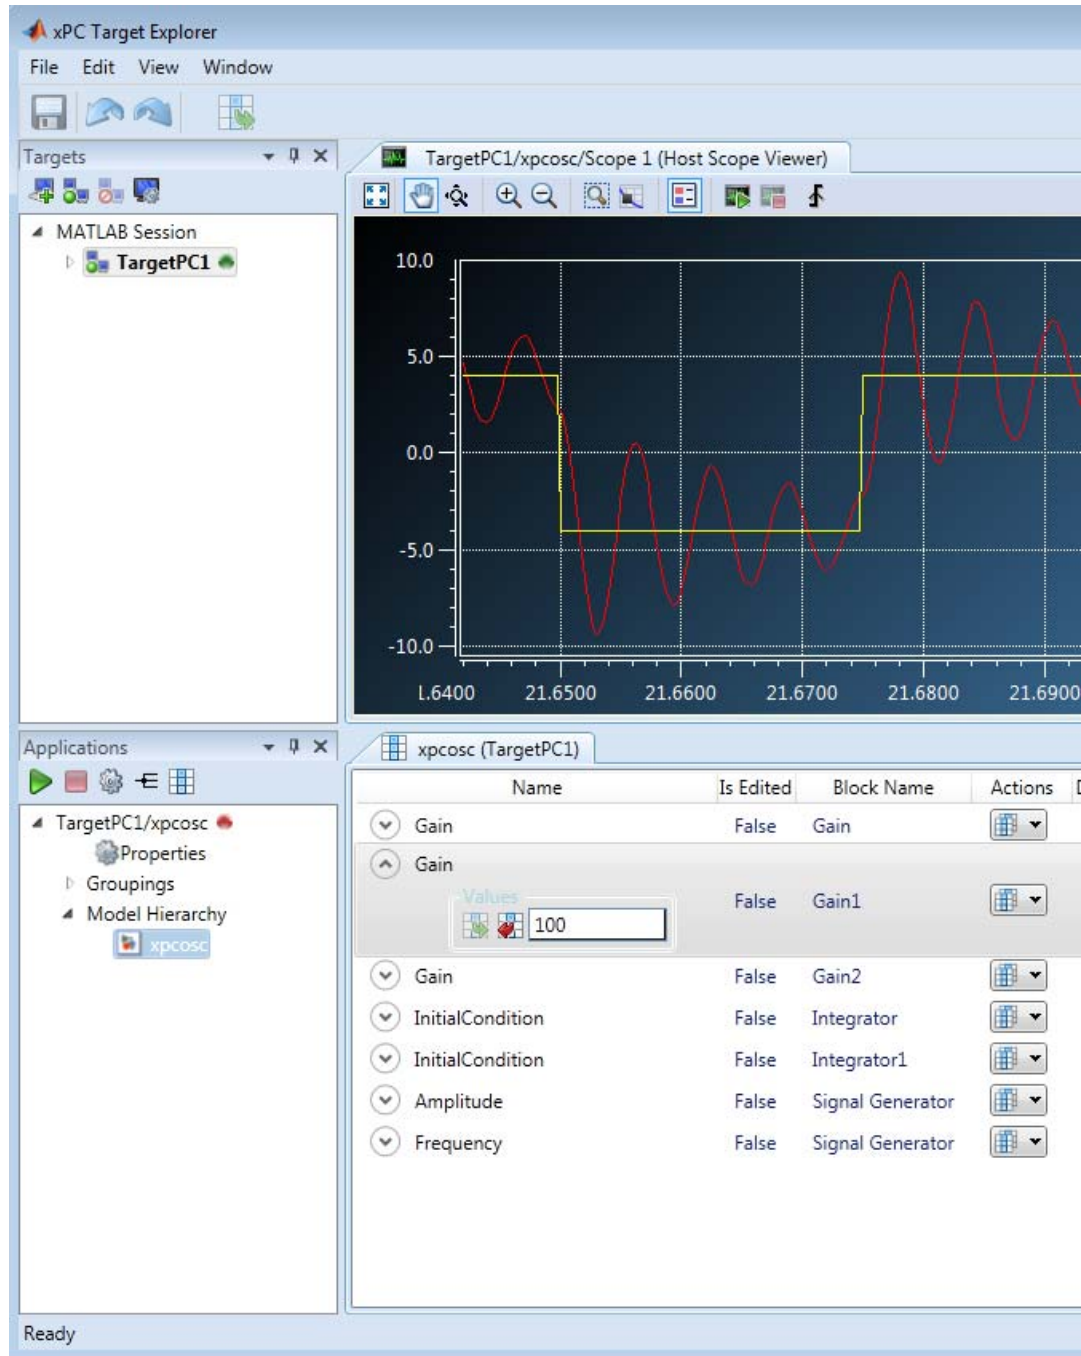 xPC Target Explorer
File Edit View Window
Targets
MATLAB Session
TargetPC1
TargetPC1/xpcosc/Scope 1 (Host Scope Viewer)
10.0
5.0
0.0
-5.0
-10.0
1.6400 21.6500 21.6600 21.6700 21.6800 21.6900
Applications
TargetPC1/xpcosc
Properties
Groupings
Model Hierarchy
xpcosc
xpcosc (TargetPC1)
Name Is Edited Block Name Actions
Gain False Gain
Gain
Values
100
False Gain1
Gain False Gain2
InitialCondition False Integrator
InitialCondition False Integrator1
Amplitude False Signal Generator
Frequency False Signal Generator
Ready